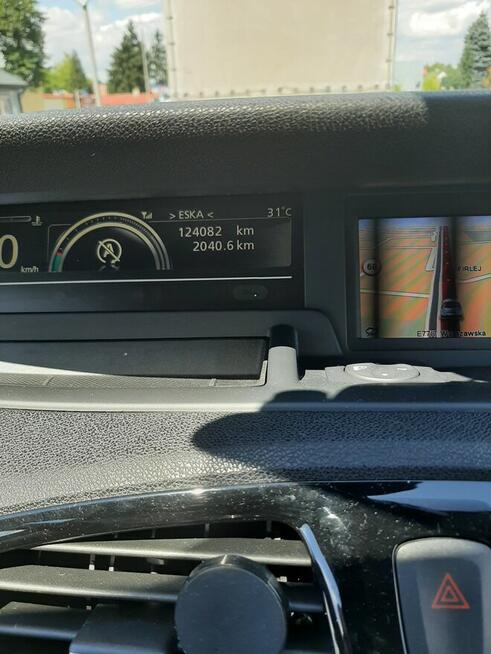 > ESKA < 31°C
124082 km
2040.6 km
0
km/h
60
E77 Warszawska